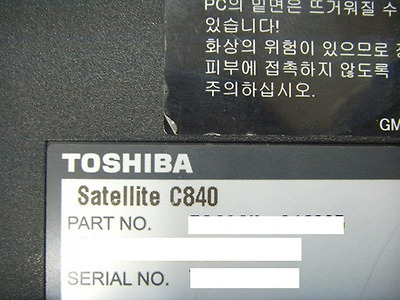 PC의 밑면은 뜨거워질 수
있습니다!
화상의 위험이 있으므로
피부에 접촉하지 않도록
주의하십시오.
GM
TOSHIBA
Satellite C840
PART NO.
SERIAL NO.